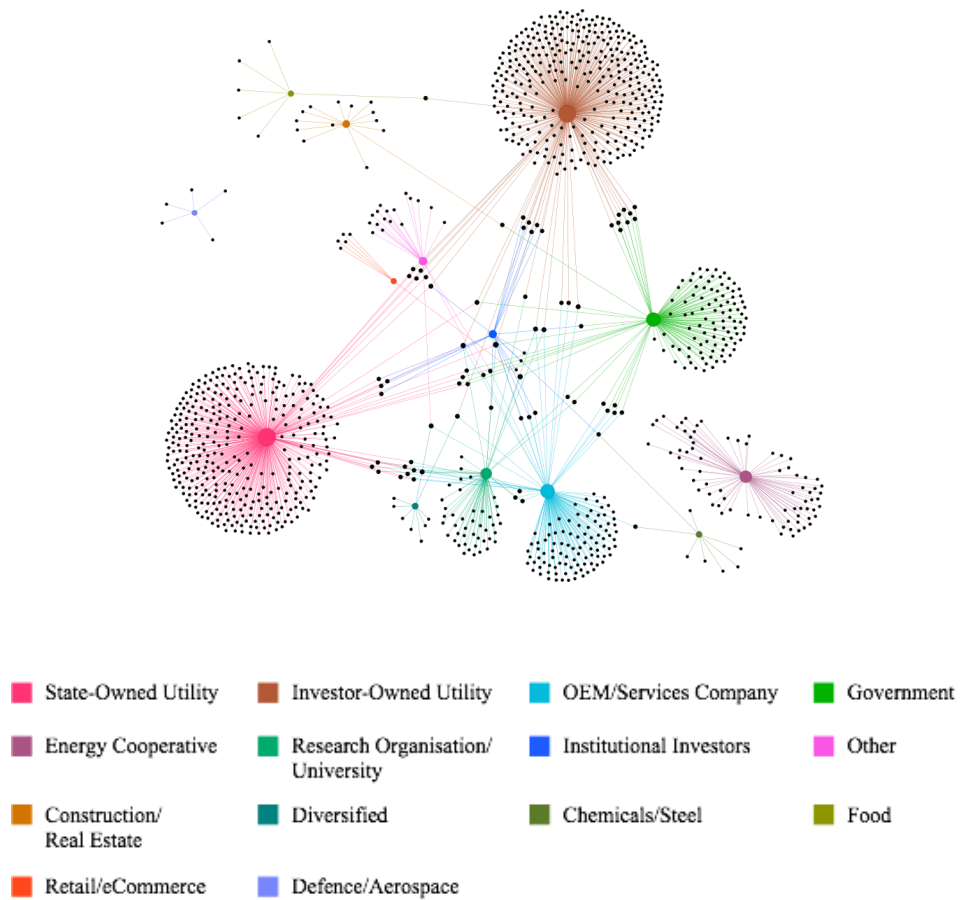 State-Owned Utility
Investor-Owned Utility
OEM/Services Company
Government
Energy Cooperative
Research Organisation/
University
Institutional Investors
Other
Construction/
Real Estate
Diversified
Chemicals/Steel
Food
Retail/eCommerce
Defence/Aerospace